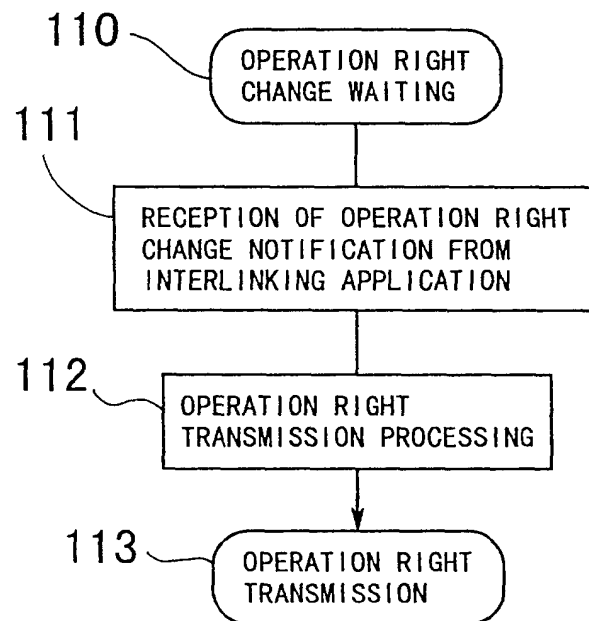 110
OPERATION RIGHT
CHANGE WAITING
111
RECEPTION OF OPERATION RIGHT
CHANGE NOTIFICATION FROM
INTERLINKING APPLICATION
112
OPERATION RIGHT
TRANSMISSION PROCESSING
113
OPERATION RIGHT
TRANSMISSION